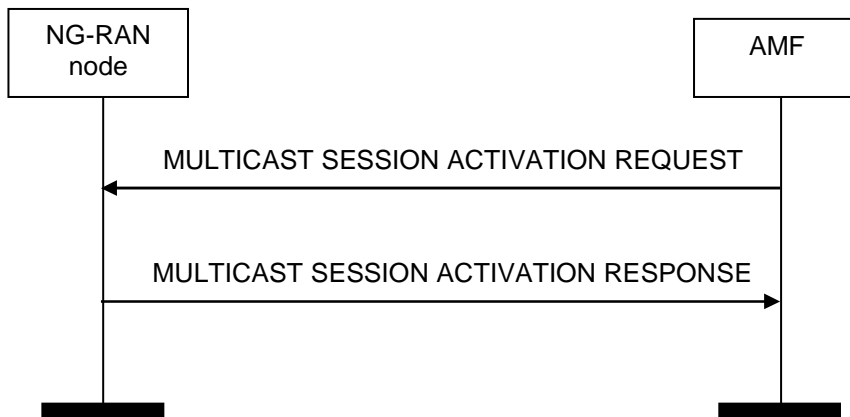 NG-RAN
node
AMF
MULTICAST SESSION ACTIVATION REQUEST
MULTICAST SESSION ACTIVATION RESPONSE